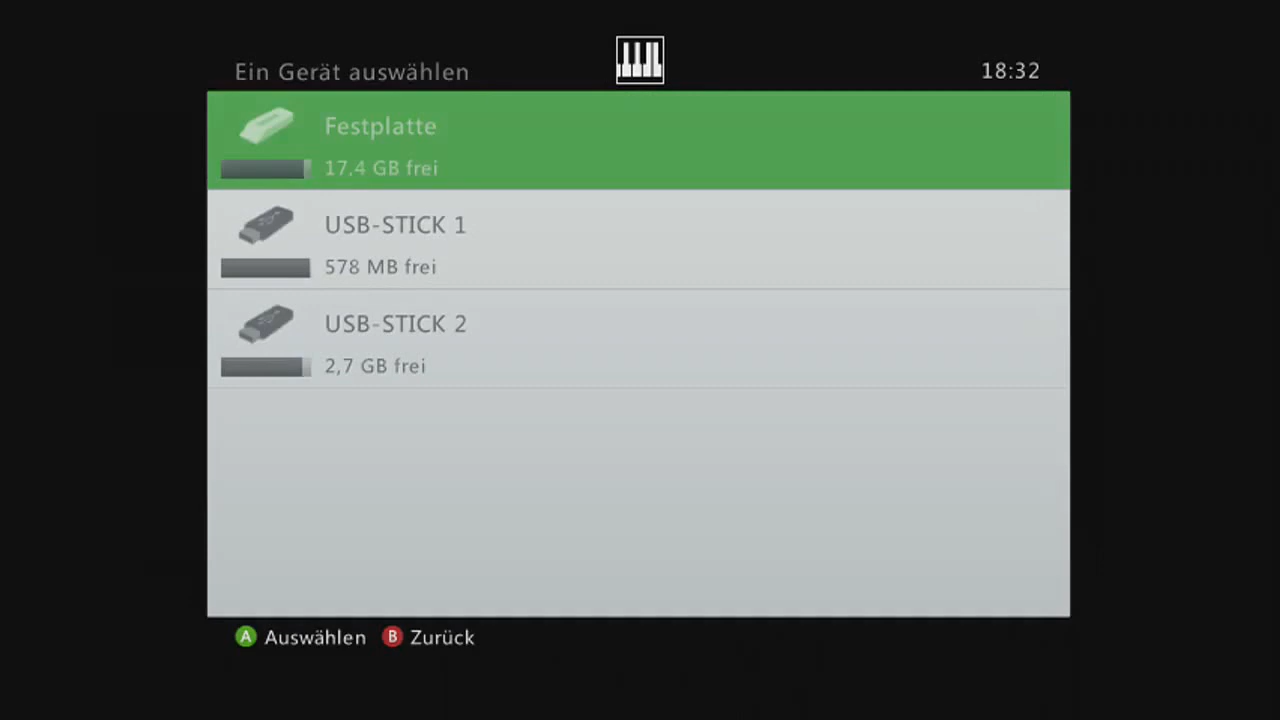 Ein Gerät auswählen
18:32
Festplatte
17,4 GB frei
USB-STICK 1
578 MB frei
USB-STICK 2
2,7 GB frei
A Auswählen B Zurück